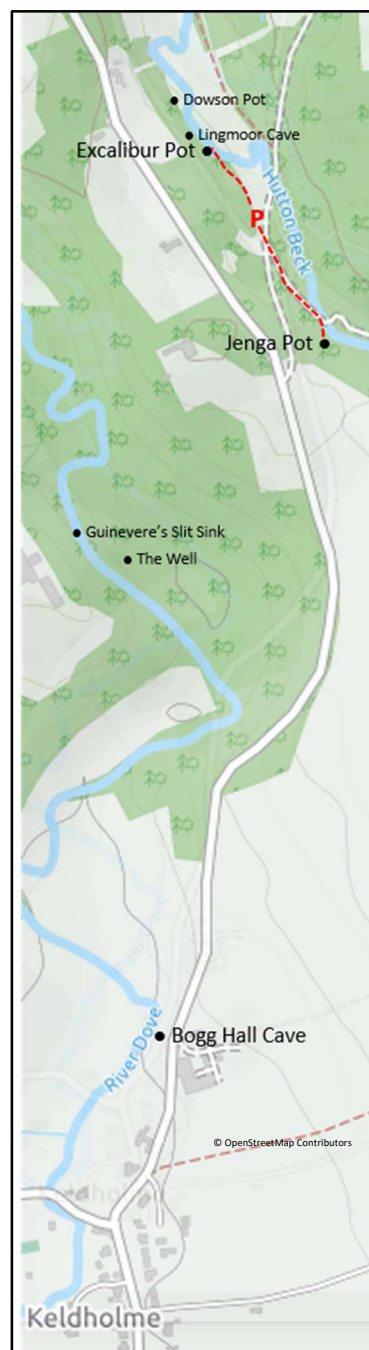 Dowson Pot
Lingmoor Cave
Excalibur Pot
P
Hutton Beck
Jenga Pot
Guinevere's Slit Sink
The Well
River Dove
Bogg Hall Cave
© OpenStreetMap Contributors
Keldholme